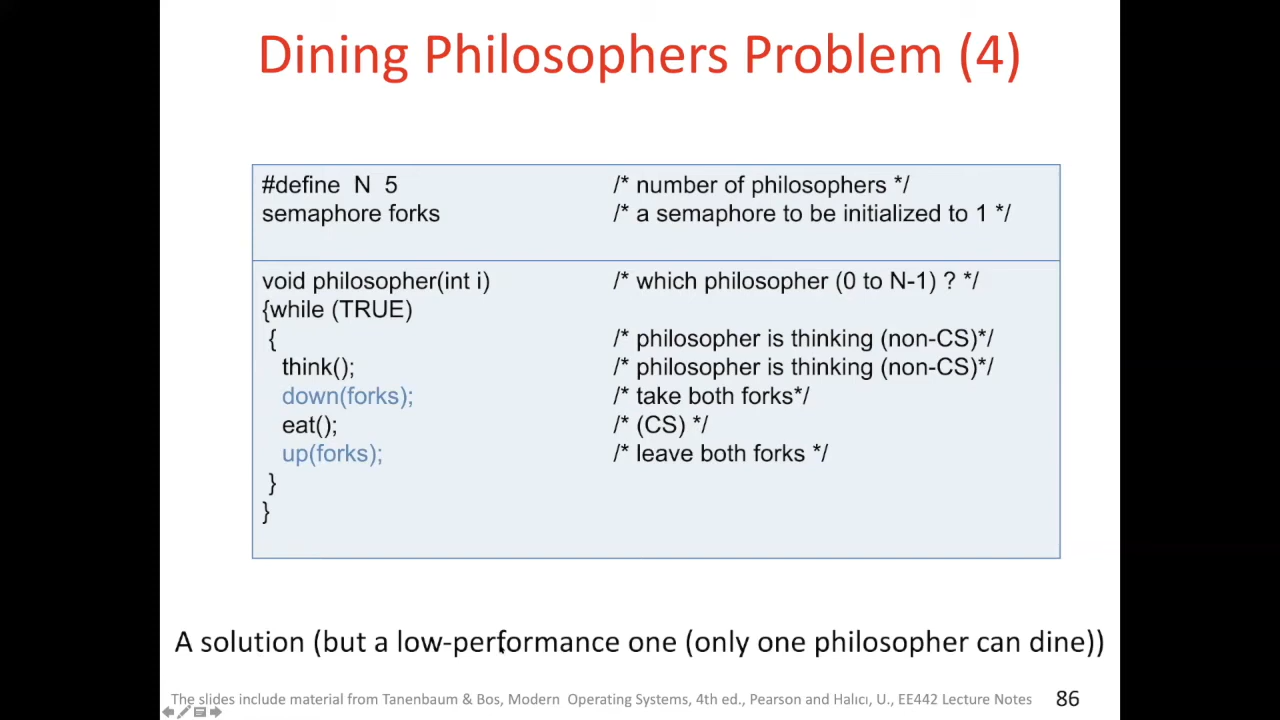 Dining Philosophers Problem (4)
#define N 5 /* number of philosophers */
semaphore forks /* a semaphore to be initialized to 1 */
void philosopher(int i) /* which philosopher (0 to N-1) ? */
{while (TRUE)
{ /* philosopher is thinking (non-CS)*/
think(); /* philosopher is thinking (non-CS)*/
down(forks); /* take both forks*/
eat(); /* (CS) */
up(forks); /* leave both forks */
}
}
A solution (but a low-performance one (only one philosopher can dine))
The slides include material from Tanenbaum & Bos, Modern Operating Systems, 4th ed., Pearson and Halıcı, U., EE442 Lecture Notes 86